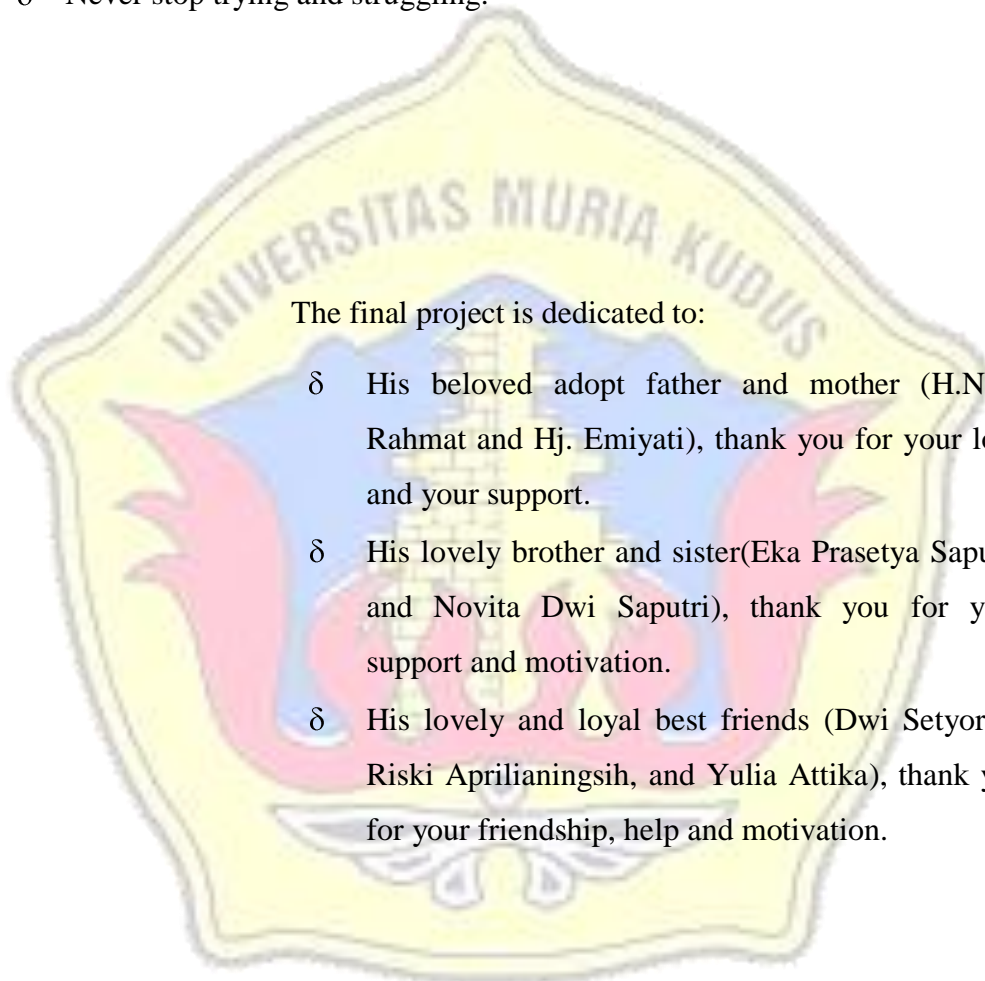 δ Never stop trying and struggling.
UNIVERSITAS MURIA KUDUS
The final project is dedicated to:
δ His beloved adopt father and mother (H.N
Rahmat and Hj. Emiyati), thank you for your lo
and your support.
δ His lovely brother and sister(Eka Prasetya Sapu
and Novita Dwi Saputri), thank you for y
support and motivation.
δ His lovely and loyal best friends (Dwi Setyor
Riski Aprilianingsih, and Yulia Attika), thank y
for your friendship, help and motivation.